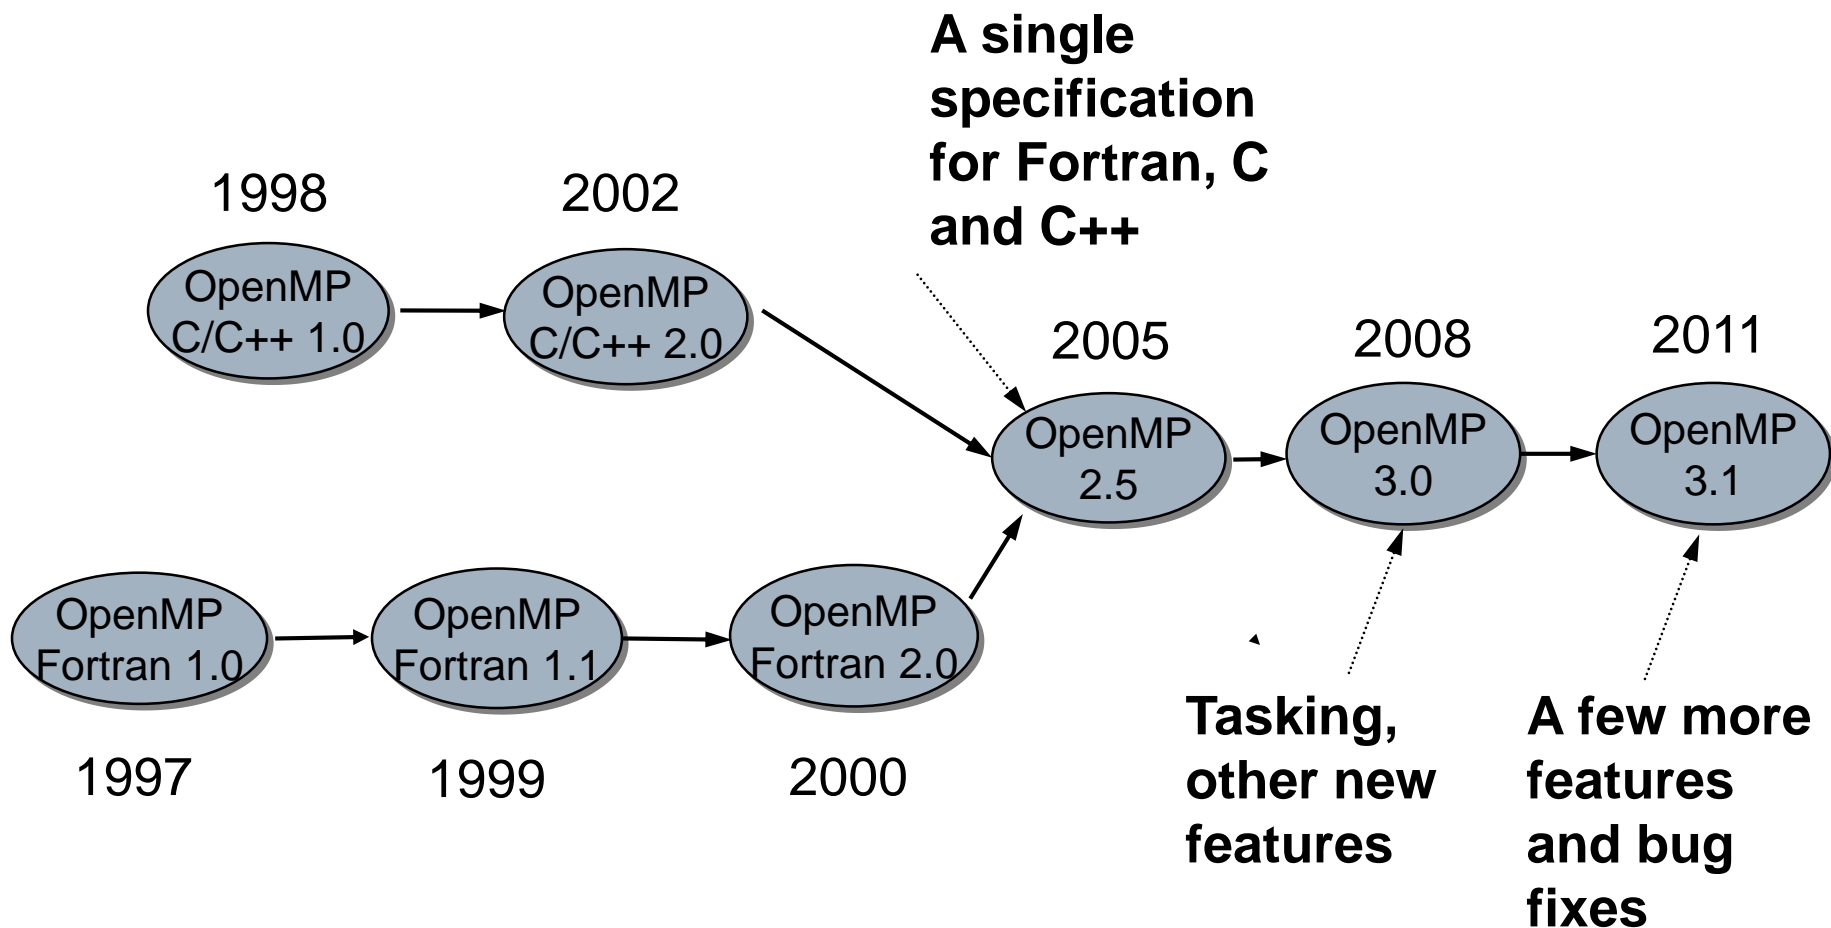 A single
specification
for Fortran, C
and C++
1998
2002
OpenMP
C/C++ 1.0
OpenMP
C/C++ 2.0
2005
2008
2011
OpenMP
2.5
OpenMP
3.0
OpenMP
3.1
OpenMP
Fortran 1.0
OpenMP
Fortran 1.1
OpenMP
Fortran 2.0
1997
1999
2000
Tasking,
other new
features
A few more
features
and bug
fixes